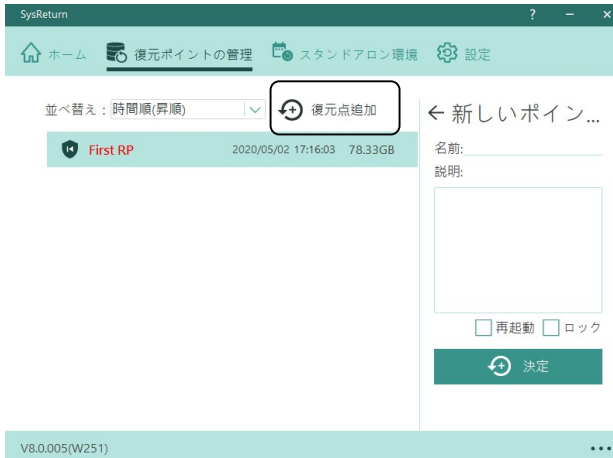 SysReturn
ホーム 復元ポイントの管理 スタンドアロン環境 設定
並べ替え：時間順(昇順) 復元点追加
First RP 2020/05/02 17:16:03 78.33GB
新しいポイン...
名前:
説明:
再起動 ロック
決定
V8.0.005(W251)